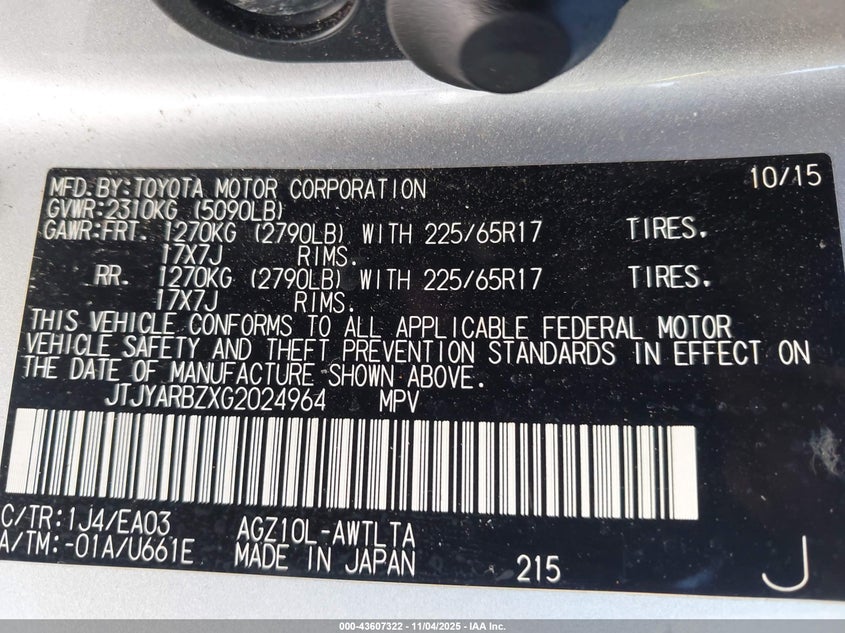 MFD.BY:TOYOTA MOTOR CORPORATION 10/15
GVWR:2310KG (5090LB)
GAWR:FRT. 1270KG (2790LB) WITH 225/65R17 TIRES.
17X7J RIMS.
RR. 1270KG (2790LB) WITH 225/65R17 TIRES.
17X7J RIMS.
THIS VEHICLE CONFORMS TO ALL APPLICABLE FEDERAL MOTOR
VEHICLE SAFETY AND THEFT PREVENTION STANDARDS IN EFFECT ON
THE DATE OF MANUFACTURE SHOWN ABOVE.
JTJYARBZXG2024964 MPV
C/TR:1J4/EA03 AGZ10L-AWTLTA
A/TM:-01A/U661E MADE IN JAPAN 215 J
000-43607322 - 11/04/2025 - IAA Inc.